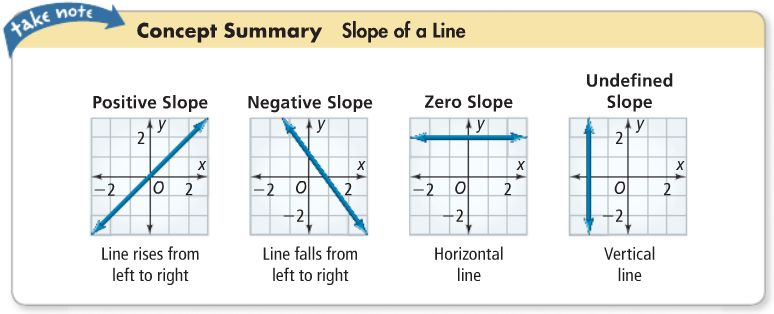 take note
Concept Summary Slope of a Line
Positive Slope
y
2
x
−2 O 2
Line rises from
left to right
Negative Slope
y
x
−2 O 2
−2
Line falls from
left to right
Zero Slope
y
x
−2 O 2
−2
Horizontal
line
Undefined
Slope
y
2
x
O 2
−2
Vertical
line